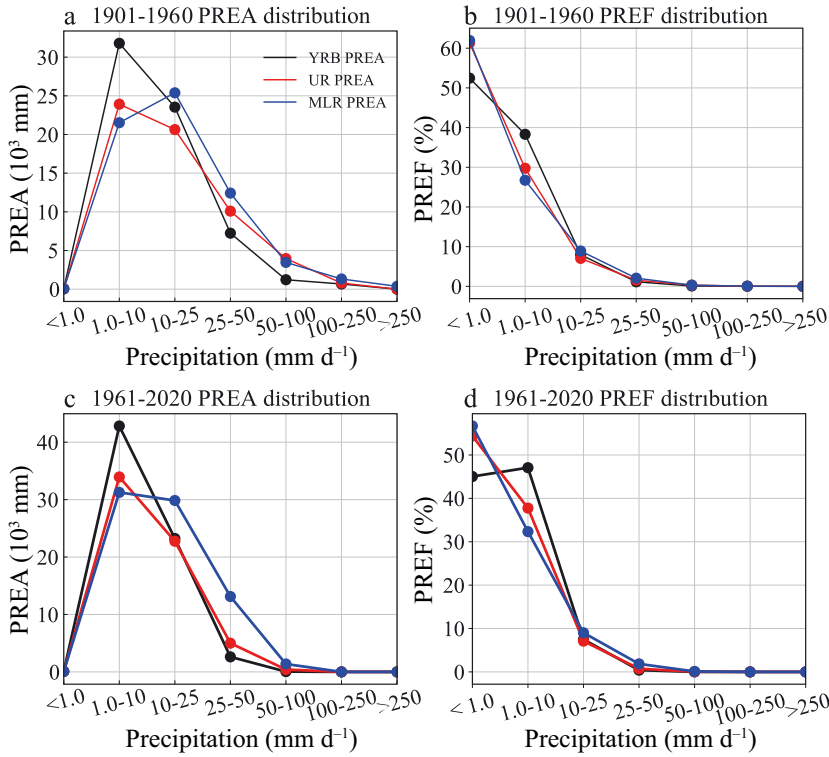 a 1901-1960 PREA distribution
PREA (10³ mm)
30
25
20
15
10
5
0
YRB PREA
UR PREA
MLR PREA
<1.0 1.0-10 10-25 25-50 50-100 100-250 >250
Precipitation (mm d⁻¹)
b 1901-1960 PREF distribution
PREF (%)
60
50
40
30
20
10
0
< 1.0 1.0-10 10-25 25-50 50-100 100-250 >250
Precipitation (mm d⁻¹)
c 1961-2020 PREA distribution
PREA (10³ mm)
40
30
20
10
0
<1.0 1.0-10 10-25 25-50 50-100 100-250 >250
Precipitation (mm d⁻¹)
d 1961-2020 PREF distribution
PREF (%)
50
40
30
20
10
0
< 1.0 1.0-10 10-25 25-50 50-100 100-250 >250
Precipitation (mm d⁻¹)